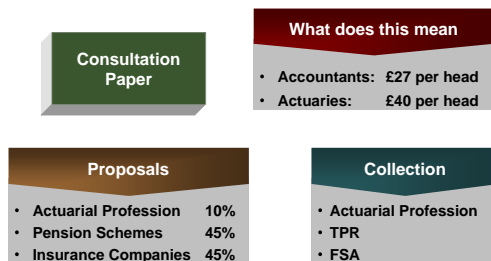 Consultation
Paper
What does this mean
• Accountants: £27 per head
• Actuaries: £40 per head
Proposals
• Actuarial Profession 10%
• Pension Schemes 45%
• Insurance Companies 45%
Collection
• Actuarial Profession
• TPR
• FSA